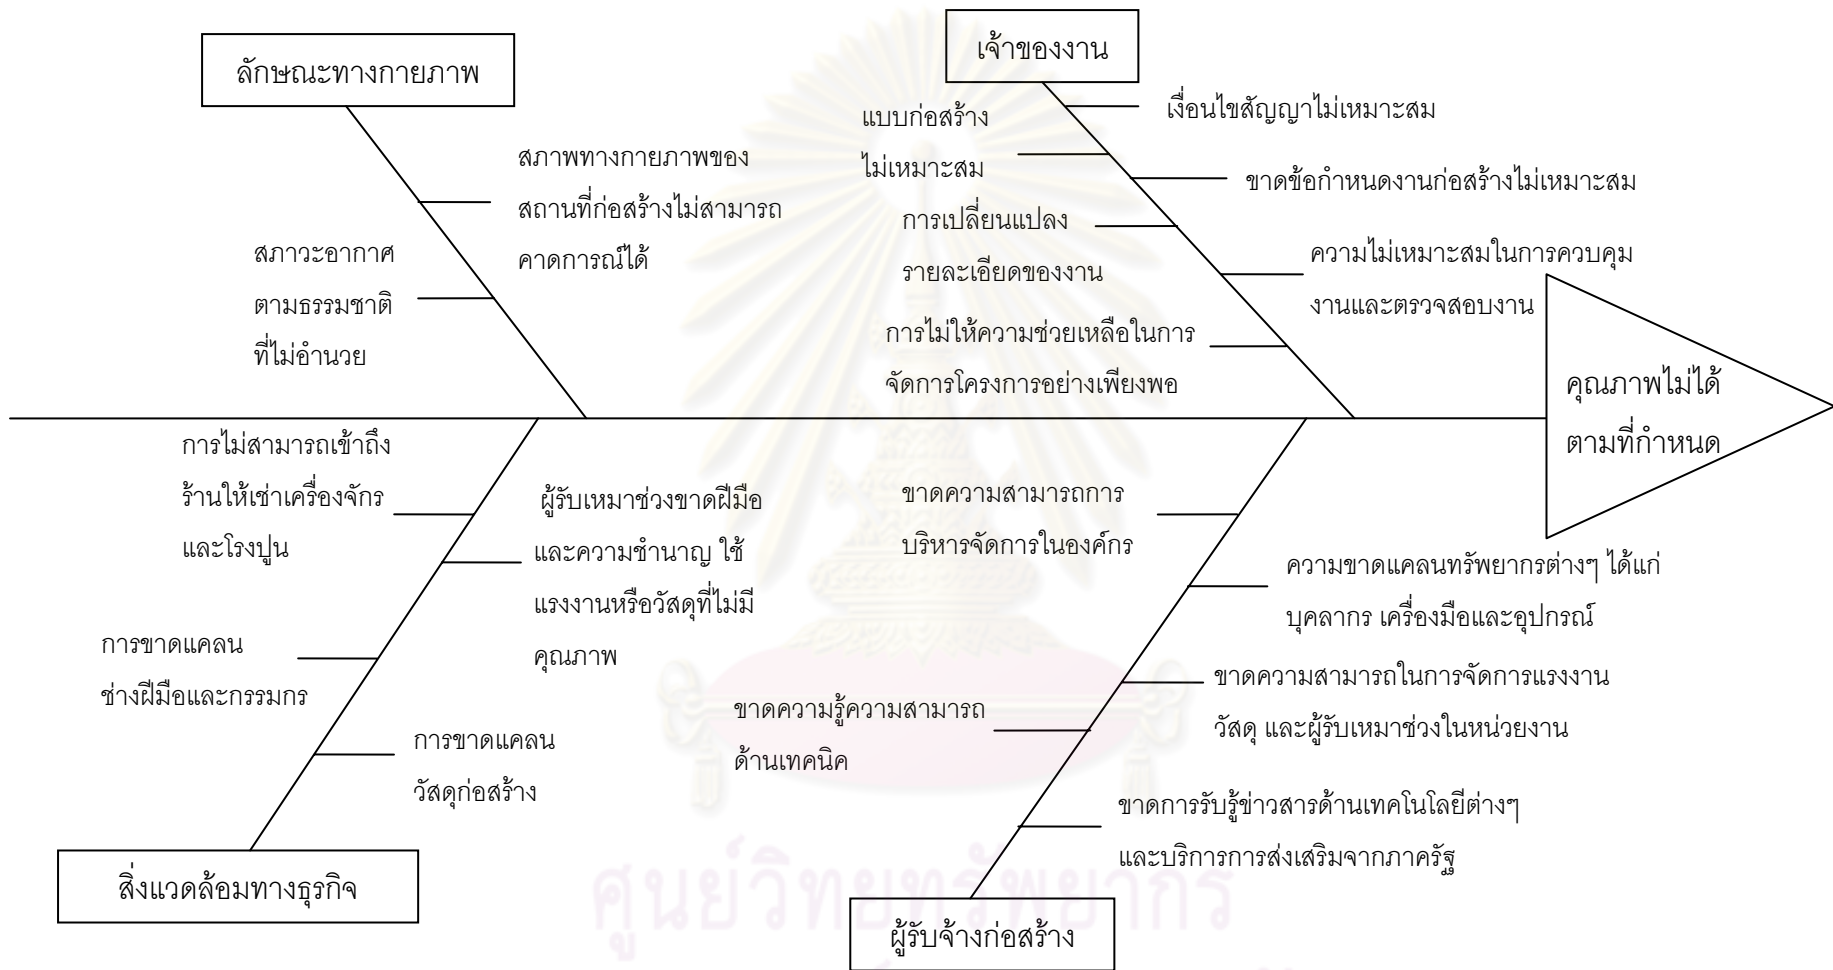 ลักษณะทางกายภาพ
สภาพทางกายภาพของ
สถานที่ก่อสร้างไม่สามารถ
คาดการณ์ได้
สภาวะอากาศ
ตามธรรมชาติ
ที่ไม่อำนวย
เจ้าของงาน
เงื่อนไขสัญญาไม่เหมาะสม
แบบก่อสร้าง
ไม่เหมาะสม
ขาดข้อกำหนดงานก่อสร้างไม่เหมาะสม
การเปลี่ยนแปลง
รายละเอียดของงาน
ความไม่เหมาะสมในการควบคุม
งานและตรวจสอบงาน
การไม่ให้ความช่วยเหลือในการ
จัดการโครงการอย่างเพียงพอ
คุณภาพไม่ได้
ตามที่กำหนด
การไม่สามารถเข้าถึง
ร้านให้เช่าเครื่องจักร
และโรงปูน
ผู้รับเหมาช่วงขาดฝีมือ
และความชำนาญ ใช้
แรงงานหรือวัสดุที่ไม่มี
คุณภาพ
การขาดแคลน
ช่างฝีมือและกรรมกร
การขาดแคลน
วัสดุก่อสร้าง
สิ่งแวดล้อมทางธุรกิจ
ขาดความสามารถการ
บริหารจัดการในองค์กร
ความขาดแคลนทรัพยากรต่างๆ ได้แก่
บุคลากร เครื่องมือและอุปกรณ์
ขาดความสามารถในการจัดการแรงงาน
วัสดุ และผู้รับเหมาช่วงในหน่วยงาน
ขาดความรู้ความสามารถ
ด้านเทคนิค
ขาดการรับรู้ข่าวสารด้านเทคโนโลยีต่างๆ
และบริการการส่งเสริมจากภาครัฐ
ผู้รับจ้างก่อสร้าง
ศูนย์วิทยทรัพยากร